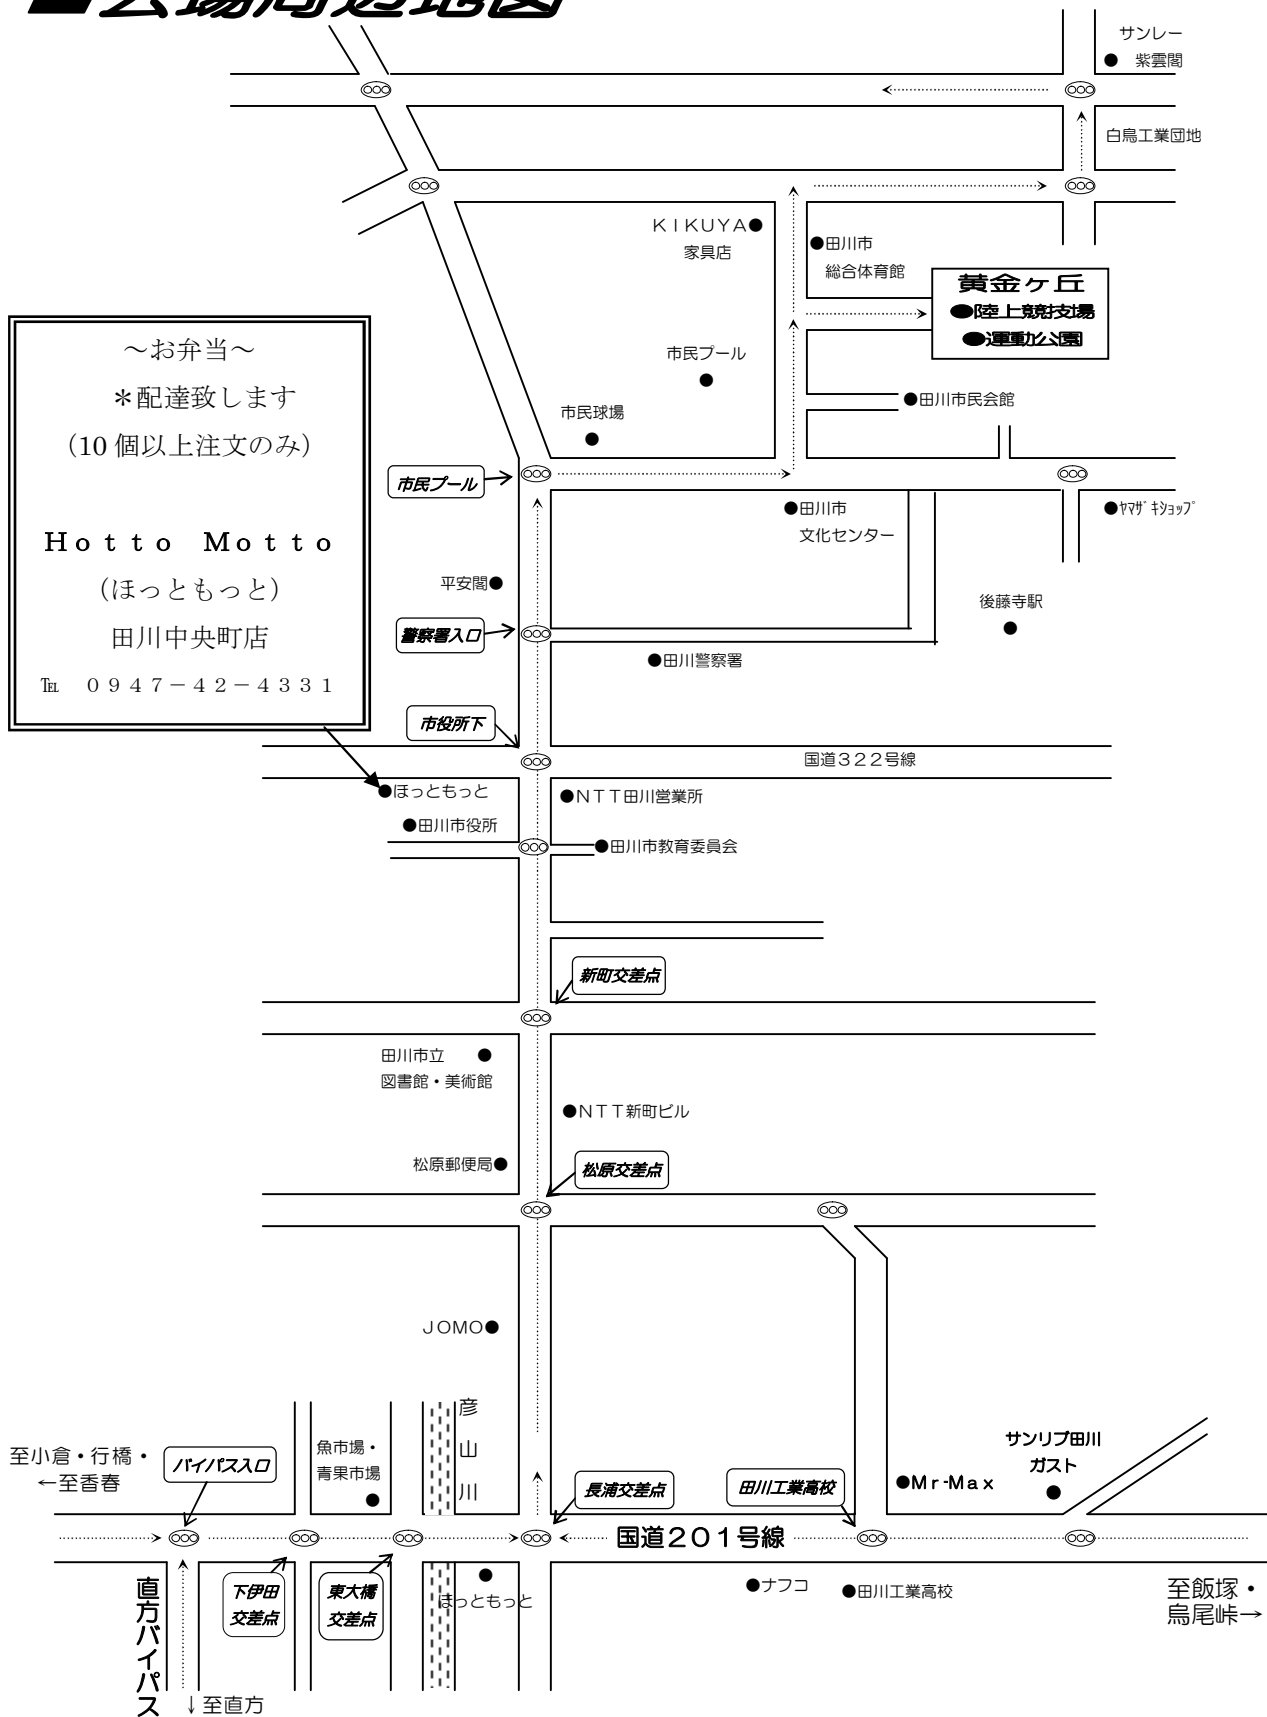 ■会場周辺地図
サンレー
紫雲閣
白鳥工業団地
ＫＩＫＵＹＡ
家具店
田川市
総合体育館
黄金ヶ丘
●陸上競技場
●運動公園
～お弁当～
＊配達致します
（10 個以上注文のみ）
Ｈｏｔｔｏ　Ｍｏｔｔｏ
（ほっともっと）
田川中央町店
℡　０９４７－４２－４３３１
市民プール
市民球場
田川市民会館
市民プール
田川市
文化センター
ﾔﾏｻﾞｷｼｮｯﾌﾟ
平安閣
後藤寺駅
警察署入口
田川警察署
市役所下
国道３２２号線
ほっともっと
ＮＴＴ田川営業所
田川市役所
田川市教育委員会
新町交差点
田川市立
図書館・美術館
ＮＴＴ新町ビル
松原郵便局
松原交差点
ＪＯＭＯ
彦山川
至小倉・行橋・
←至香春
バイパス入口
魚市場・
青果市場
長浦交差点
田川工業高校
Ｍｒ-Ｍａｘ
サンリブ田川
ガスト
国道２０１号線
直方バイパス
下伊田
交差点
東大橋
交差点
ほっともっと
ナフコ
田川工業高校
至飯塚・
烏尾峠→
↓至直方